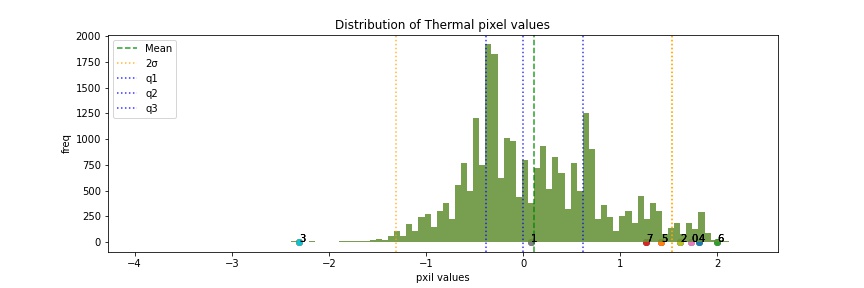 Distribution of Thermal pixel values
2000
1750
1500
1250
1000
750
500
250
0
freq
Mean
2σ
q1
q2
q3
3 1 7 5 2 0 4 6
−4 −3 −2 −1 0 1 2
pxil values